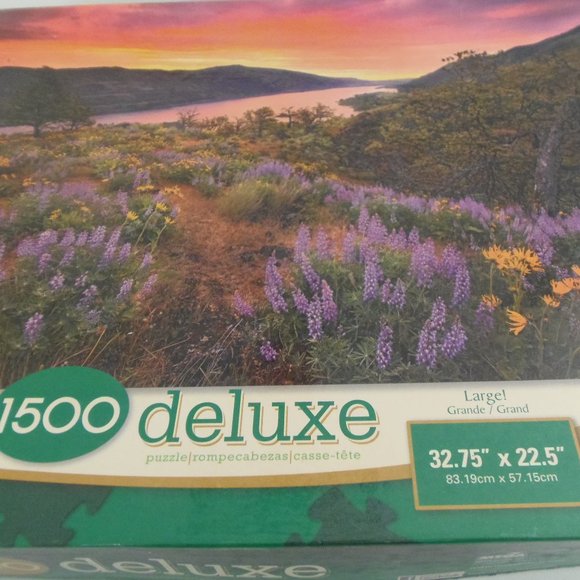 1500
deluxe
puzzle|rompecabezas|casse-tête
Large!
Grande / Grand
32.75" x 22.5"
83.19cm x 57.15cm
deluxe